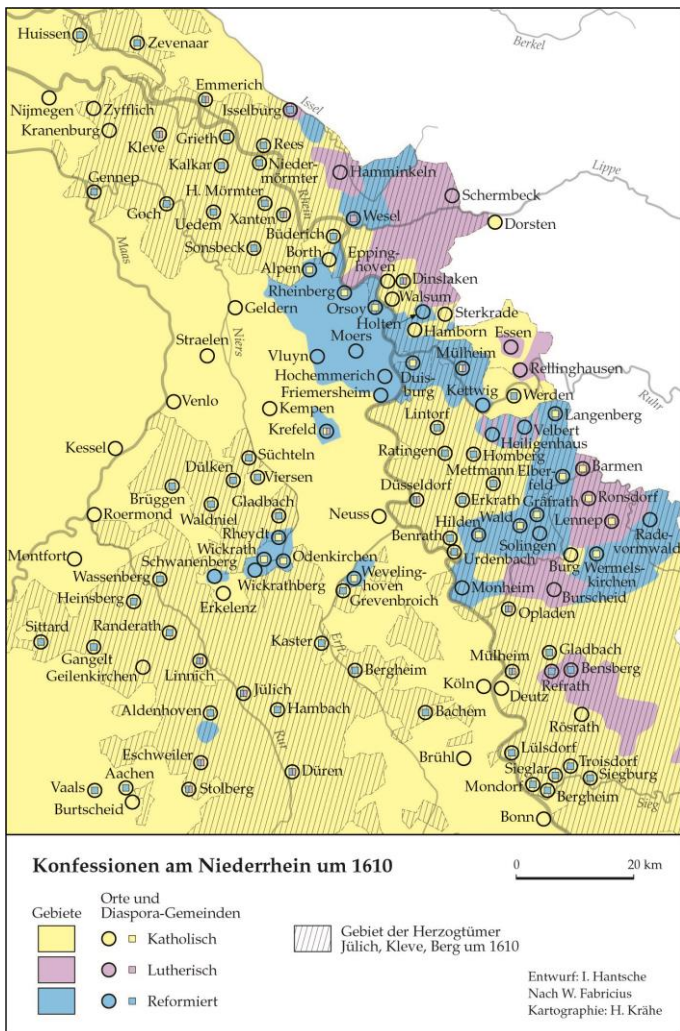 Huissen
Zevenaar
Berkel
Emmerich
Issel
Isselburg
Nijmegen
Zyfflich
Kranenburg
Kleve
Grieth
Rees
Kalkar
Nieder-
mörmter
Hamminkeln
Lippe
Gennep
H. Mörmter
Schermbeck
Goch
Uedem
Xanten
Rhein
Wesel
Dorsten
Maas
Sonsbeck
Büderich
Borth
Epping-
hoven
Alpen
Dinslaken
Rheinberg
Walsum
Geldern
Orsoy
Holten
Sterkrade
Niers
Moers
Hamborn
Essen
Straelen
Vluyn
Mülheim
Rellinghausen
Hochemmerich
Duis-
burg
Kettwig
Ruhr
Friemersheim
Werden
Venlo
Kempen
Langenberg
Krefeld
Lintorf
Velbert
Heiligenhaus
Kessel
Süchteln
Ratingen
Homberg
Dülken
Viersen
Mettmann
Elber-
feld
Barmen
Brüggen
Düsseldorf
Waldniel
Gladbach
Erkrath
Gräfrath
Ronsdorf
Roermond
Neuss
Wald
Lennep
Rheydt
Hilden
Rade-
vormwald
Wickrath
Benrath
Solingen
Montfort
Schwanenberg
Odenkirchen
Urdenbach
Burg
Wermels-
kirchen
Wassenberg
Wickrathberg
Weveling-
hoven
Monheim
Heinsberg
Erkelenz
Grevenbroich
Burscheid
Opladen
Sittard
Randerath
Kaster
Erft
Gangelt
Gladbach
Geilenkirchen
Linnich
Bergheim
Mülheim
Bensberg
Refrath
Jülich
Köln
Deutz
Aldenhoven
Hambach
Bachem
Rösrath
Rur
Eschweiler
Brühl
Lülsdorf
Aachen
Düren
Sieglar
Troisdorf
Vaals
Stolberg
Siegburg
Burtscheid
Mondorf
Bergheim
Sieg
Bonn
Konfessionen am Niederrhein um 1610
0 20 km
Orte und
Gebiete Diaspora-Gemeinden
Katholisch
Lutherisch
Reformiert
Gebiet der Herzogtümer
Jülich, Kleve, Berg um 1610
Entwurf: I. Hantsche
Nach W. Fabricius
Kartographie: H. Krähe